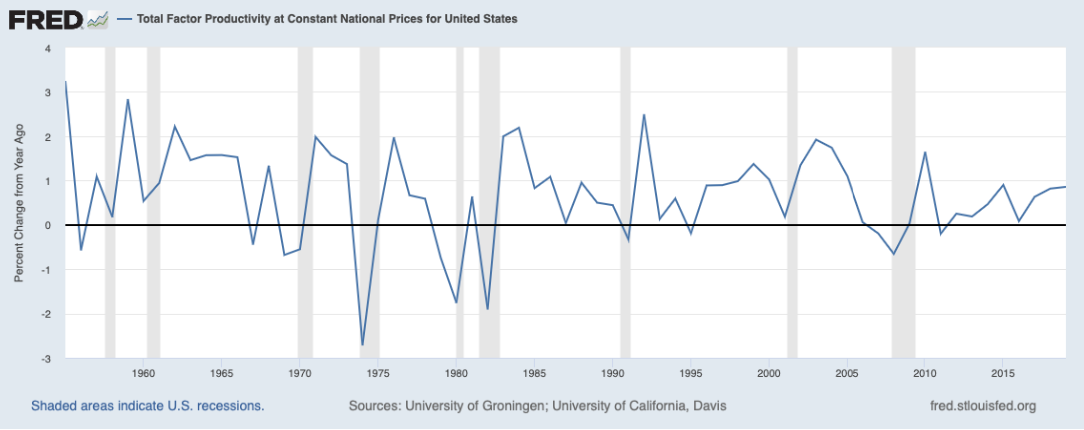 FRED — Total Factor Productivity at Constant National Prices for United States
4
3
2
1
0
-1
-2
-3
Percent Change from Year Ago
1960 1965 1970 1975 1980 1985 1990 1995 2000 2005 2010 2015
Shaded areas indicate U.S. recessions. Sources: University of Groningen; University of California, Davis fred.stlouisfed.org